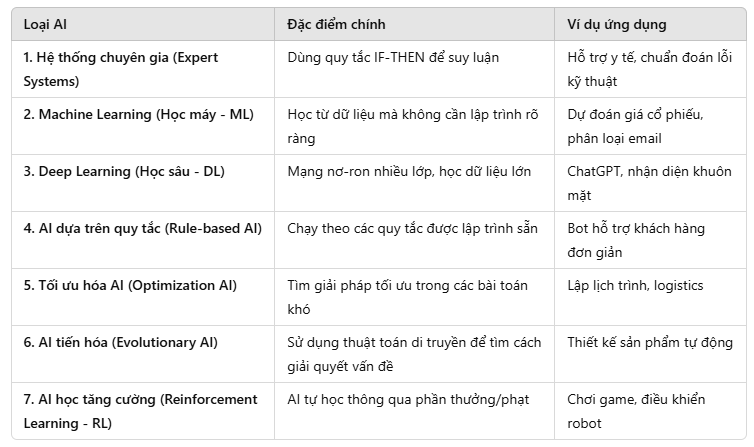 Loại AI
Đặc điểm chính
Ví dụ ứng dụng
1. Hệ thống chuyên gia (Expert
Systems)
Dùng quy tắc IF-THEN để suy luận
Hỗ trợ y tế, chuẩn đoán lỗi
kỹ thuật
2. Machine Learning (Học máy - ML)
Học từ dữ liệu mà không cần lập trình rõ
ràng
Dự đoán giá cổ phiếu,
phân loại email
3. Deep Learning (Học sâu - DL)
Mạng nơ-ron nhiều lớp, học dữ liệu lớn
ChatGPT, nhận diện khuôn
mặt
4. AI dựa trên quy tắc (Rule-based AI)
Chạy theo các quy tắc được lập trình sẵn
Bot hỗ trợ khách hàng
đơn giản
5. Tối ưu hóa AI (Optimization AI)
Tìm giải pháp tối ưu trong các bài toán
khó
Lập lịch trình, logistics
6. AI tiến hóa (Evolutionary AI)
Sử dụng thuật toán di truyền để tìm cách
giải quyết vấn đề
Thiết kế sản phẩm tự động
7. AI học tăng cường (Reinforcement
Learning - RL)
AI tự học thông qua phần thưởng/phạt
Chơi game, điều khiển
robot